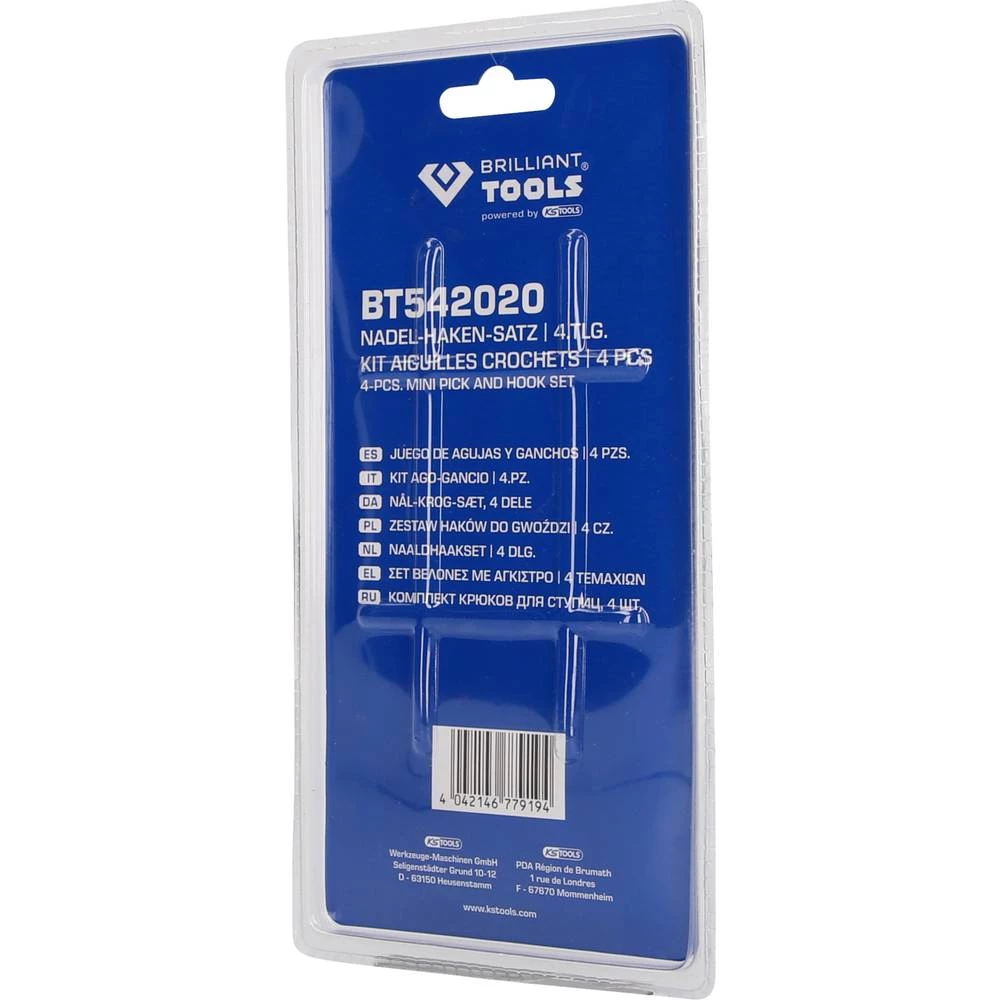 BRILLIANT®
TOOLS
powered by KSTOOLS
BT542020
NADEL-HAKEN-SATZ | 4 TLG.
KIT AIGUILLES CROCHETS | 4 PCS
4-PCS. MINI PICK AND HOOK SET
ES JUEGO DE AGUJAS Y GANCHOS | 4 PZS.
IT KIT AGO-GANCIO | 4.PZ.
DA NÅL-KROG-SÆT, 4 DELE
PL ZESTAW HAKÓW DO GWOŹDZI | 4 CZ.
NL NAALDHAAKSET | 4 DLG.
EL ΣΕΤ ΒΕΛΟΝΕΣ ΜΕ ΑΓΚΙΣΤΡΟ | 4 ΤΕΜΑΧΙΩΝ
RU КОМПЛЕКТ КРЮКОВ ДЛЯ СТУПИЦ, 4 ШТ.
4 042146 779194
KSTOOLS
Werkzeuge-Maschinen GmbH
Seligenstädter Grund 10-12
D - 63150 Heusenstamm
KSTOOLS
PDA Région de Brumath
1 rue de Londres
F - 67670 Mommenheim
www.kstools.com